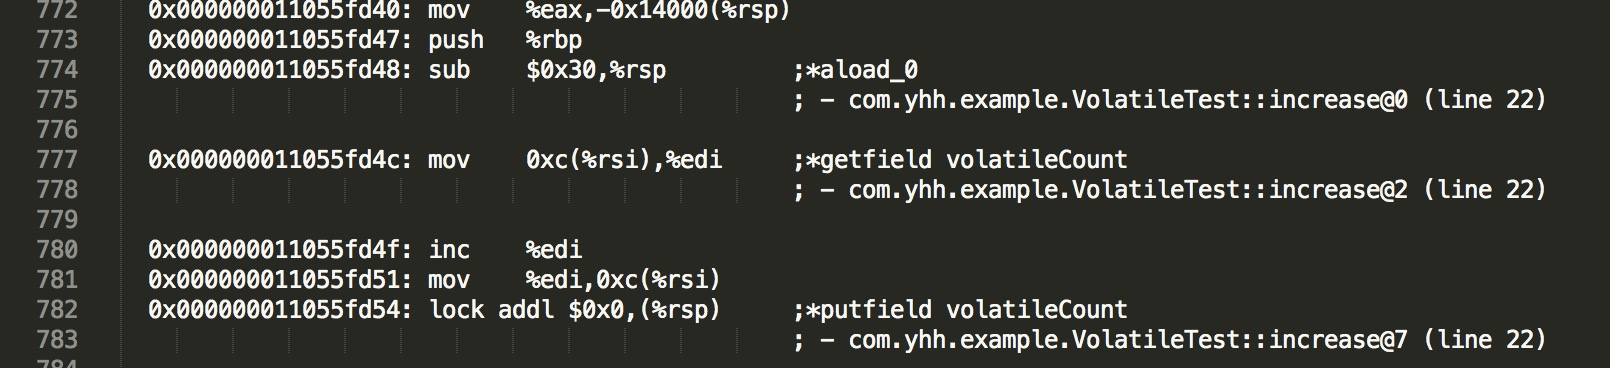 772 0x000000011055fd40: mov %eax,-0x14000(%rsp)
773 0x000000011055fd47: push %rbp
774 0x000000011055fd48: sub $0x30,%rsp ;*aload_0
775 ; - com.yhh.example.VolatileTest::increase@0 (line 22)
776
777 0x000000011055fd4c: mov 0xc(%rsi),%edi ;*getfield volatileCount
778 ; - com.yhh.example.VolatileTest::increase@2 (line 22)
779
780 0x000000011055fd4f: inc %edi
781 0x000000011055fd51: mov %edi,0xc(%rsi)
782 0x000000011055fd54: lock addl $0x0,(%rsp) ;*putfield volatileCount
783 ; - com.yhh.example.VolatileTest::increase@7 (line 22)
784